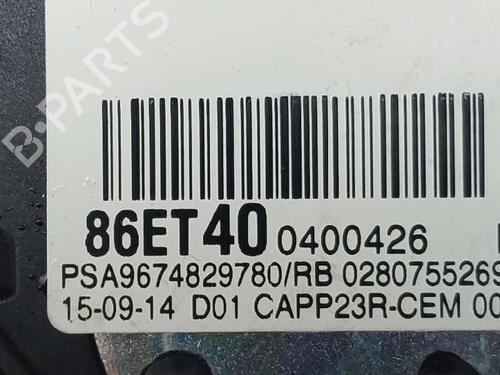 B-PARTS
86ET40 0400426
PSA9674829780/RB 0280755269
15-09-14 D01 CAPP23R-CEM 00